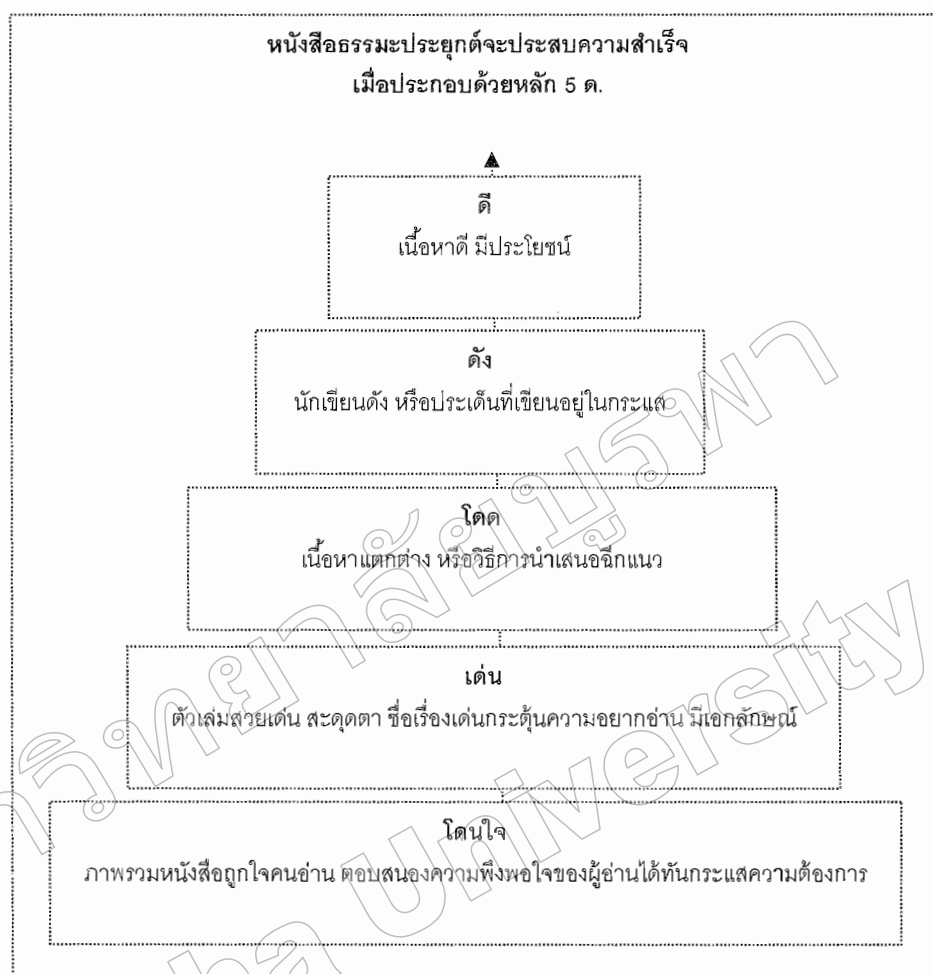 หนังสือธรรมะประยุกต์จะประสบความสำเร็จ
เมื่อประกอบด้วยหลัก 5 ด.
ดี
เนื้อหาดี มีประโยชน์
ดัง
นักเขียนดัง หรือประเด็นที่เขียนอยู่ในกระแส
โดด
เนื้อหาแตกต่าง หรือวิธีการนำเสนอฉีกแนว
เด่น
ตัวเล่มสวยเด่น สะดุดตา ชื่อเรื่องเด่นกระตุ้นความอยากอ่าน มีเอกลักษณ์
โดนใจ
ภาพรวมหนังสือถูกใจคนอ่าน ตอบสนองความพึงพอใจของผู้อ่านได้ทันกระแสความต้องการ
วิทยาลัยบูรพา
ha University